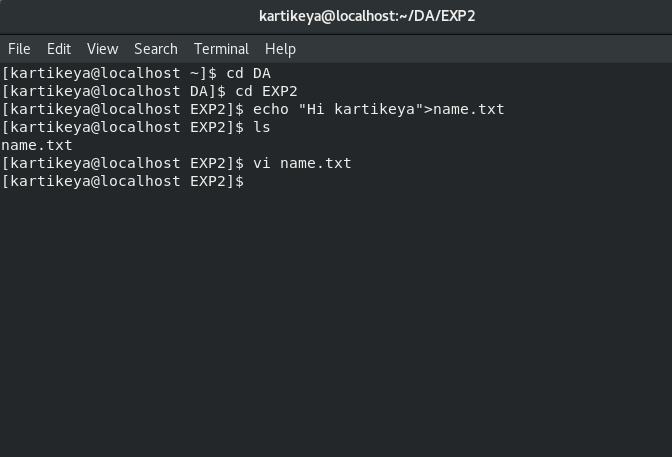 kartikeya@localhost:~/DA/EXP2
File Edit View Search Terminal Help
[kartikeya@localhost ~]$ cd DA
[kartikeya@localhost DA]$ cd EXP2
[kartikeya@localhost EXP2]$ echo "Hi kartikeya">name.txt
[kartikeya@localhost EXP2]$ ls
name.txt
[kartikeya@localhost EXP2]$ vi name.txt
[kartikeya@localhost EXP2]$